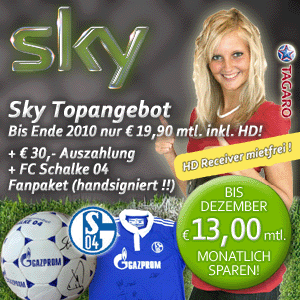 sky
TAGARO
Sky Topangebot
Bis Ende 2010 nur € 19,90 mtl. inkl. HD!
+ € 30,- Auszahlung
+ FC Schalke 04
Fanpaket (handsigniert !!)
HD Receiver mietfrei !
BIS
DEZEMBER
€ 13,00 mtl.
MONATLICH
SPAREN!
S
04
GAZPROM
GAZPROM